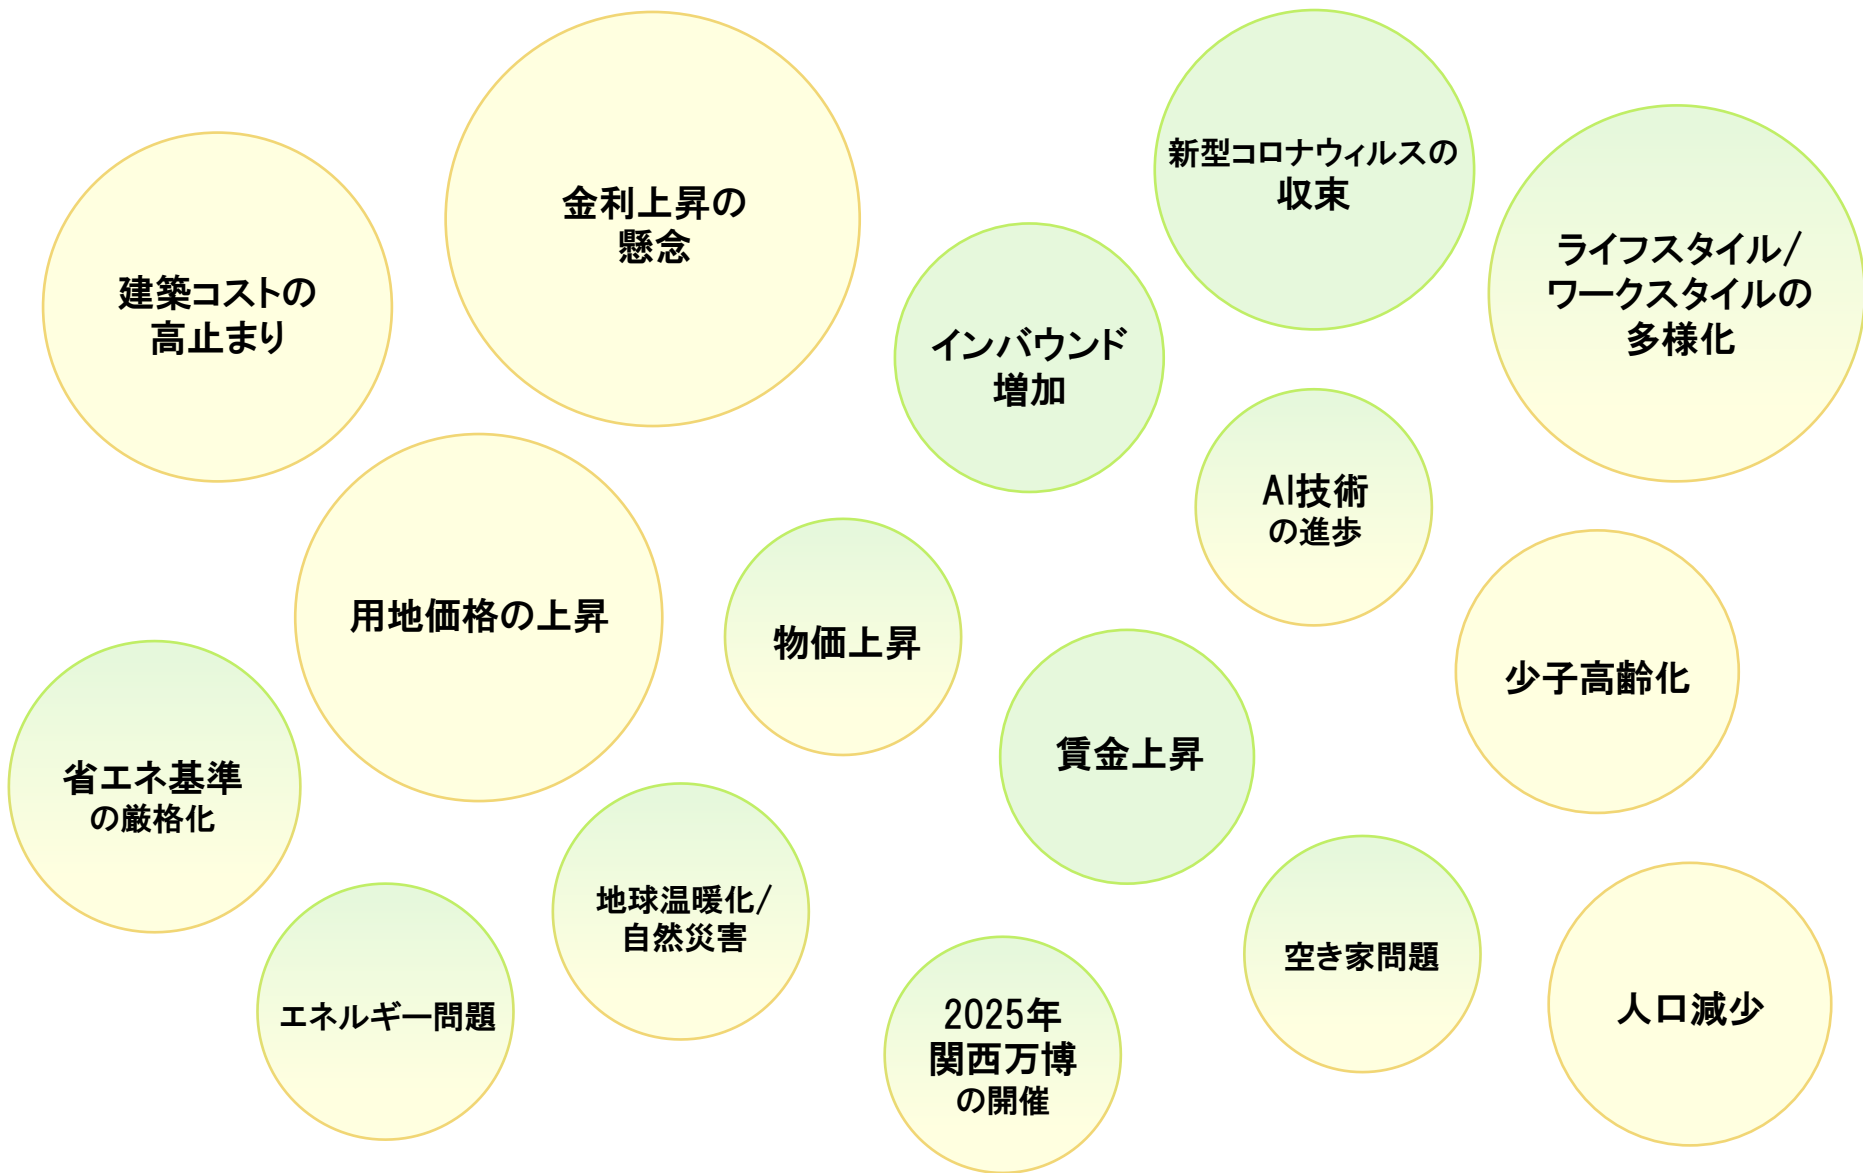 金利上昇の
懸念
新型コロナウィルスの
収束
ライフスタイル/
ワークスタイルの
多様化
建築コストの
高止まり
インバウンド
増加
AI技術
の進歩
用地価格の上昇
物価上昇
少子高齢化
賃金上昇
省エネ基準
の厳格化
地球温暖化/
自然災害
空き家問題
エネルギー問題
2025年
関西万博
の開催
人口減少